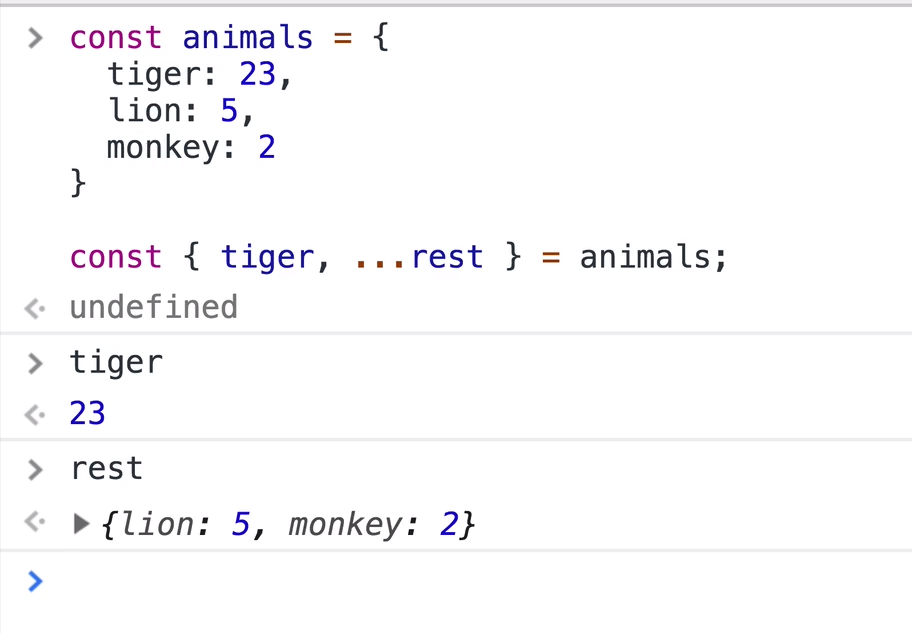 const animals = {
  tiger: 23,
  lion: 5,
  monkey: 2
}
const { tiger, ...rest } = animals;
undefined
tiger
23
rest
{lion: 5, monkey: 2}